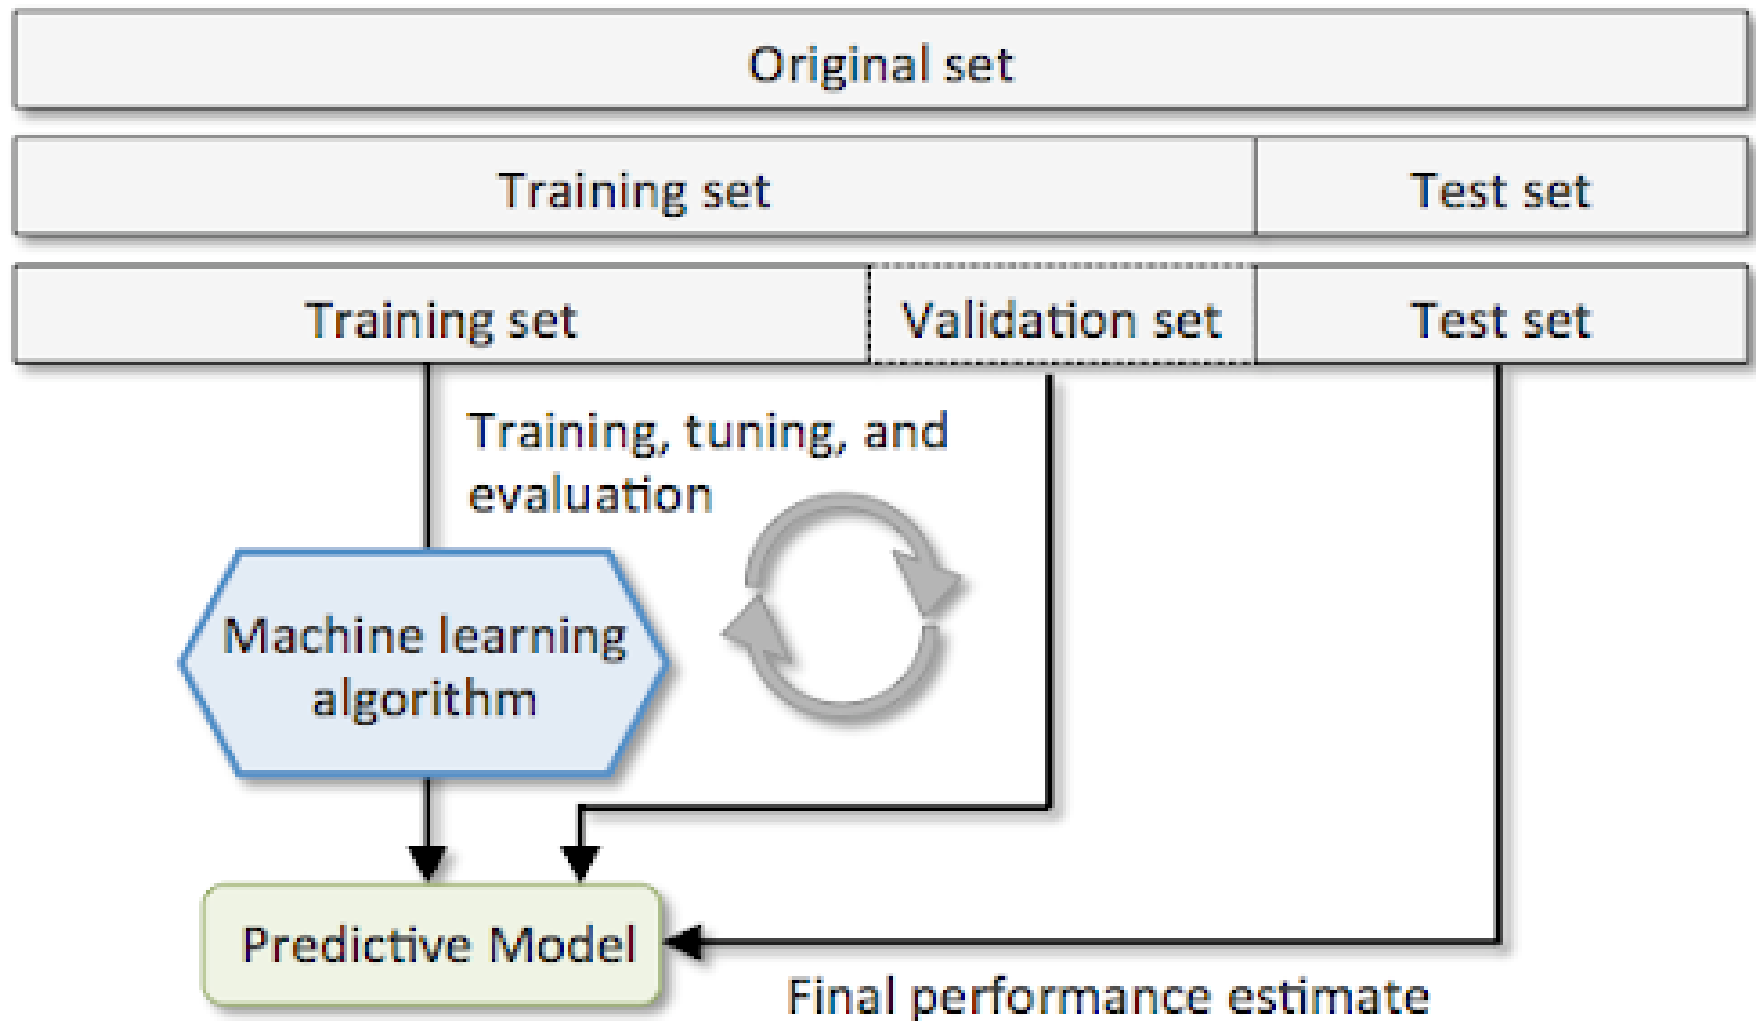 Original set
Training set
Test set
Training set
Validation set
Test set
Training, tuning, and
evaluation
Machine learning
algorithm
Predictive Model
Final performance estimate